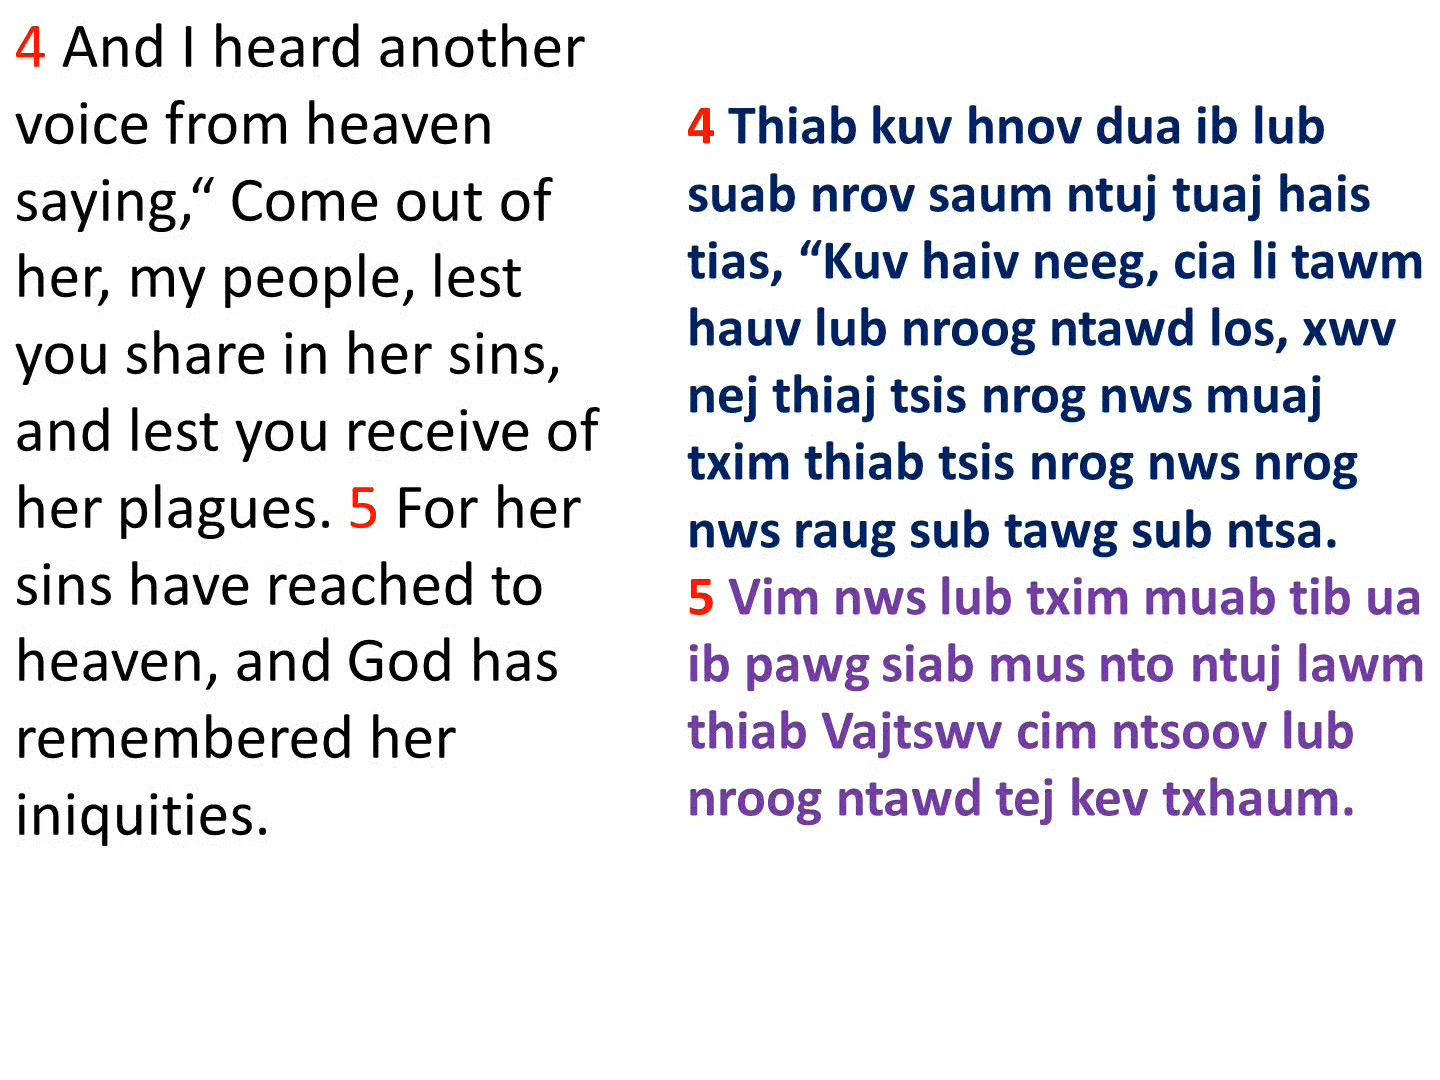 4 And I heard another
voice from heaven
saying,“ Come out of
her, my people, lest
you share in her sins,
and lest you receive of
her plagues. 5 For her
sins have reached to
heaven, and God has
remembered her
iniquities.
4 Thiab kuv hnov dua ib lub
suab nrov saum ntuj tuaj hais
tias, “Kuv haiv neeg, cia li tawm
hauv lub nroog ntawd los, xwv
nej thiaj tsis nrog nws muaj
txim thiab tsis nrog nws nrog
nws raug sub tawg sub ntsa.
5 Vim nws lub txim muab tib ua
ib pawg siab mus nto ntuj lawm
thiab Vajtswv cim ntsoov lub
nroog ntawd tej kev txhaum.